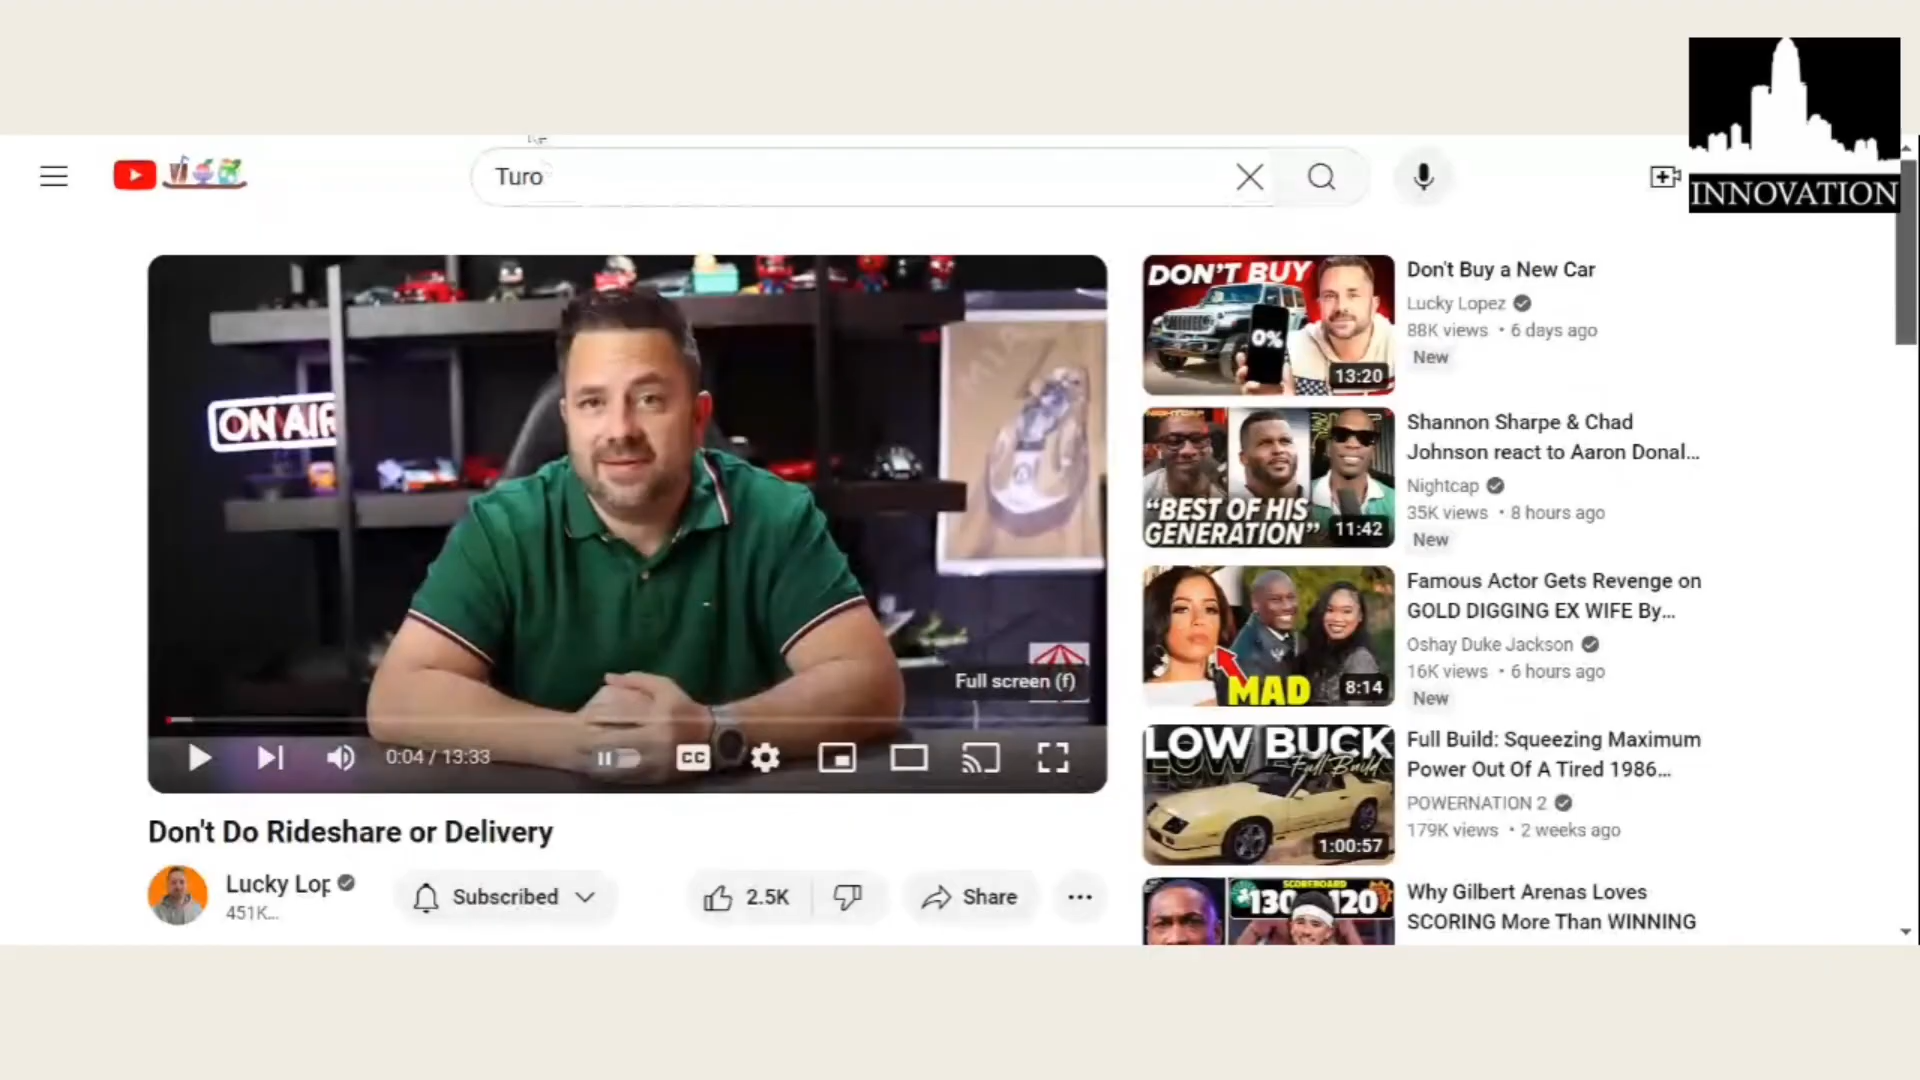 Turo
INNOVATION
ON AIR
Full screen (f)
0:04 / 13:33
CC
Don't Do Rideshare or Delivery
Lucky Lop
451K...
Subscribed
2.5K
Share
DON'T BUY
0%
13:20
Don't Buy a New Car
Lucky Lopez
88K views • 6 days ago
New
NIGHTCAP
"BEST OF HIS
GENERATION"
11:42
Shannon Sharpe & Chad
Johnson react to Aaron Donal...
Nightcap
35K views • 8 hours ago
New
MAD
8:14
Famous Actor Gets Revenge on
GOLD DIGGING EX WIFE By...
Oshay Duke Jackson
16K views • 6 hours ago
New
LOW BUCK
Full Build
1:00:57
Full Build: Squeezing Maximum
Power Out Of A Tired 1986...
POWERNATION 2
179K views • 2 weeks ago
SCOREBOARD
130 120
Why Gilbert Arenas Loves
SCORING More Than WINNING